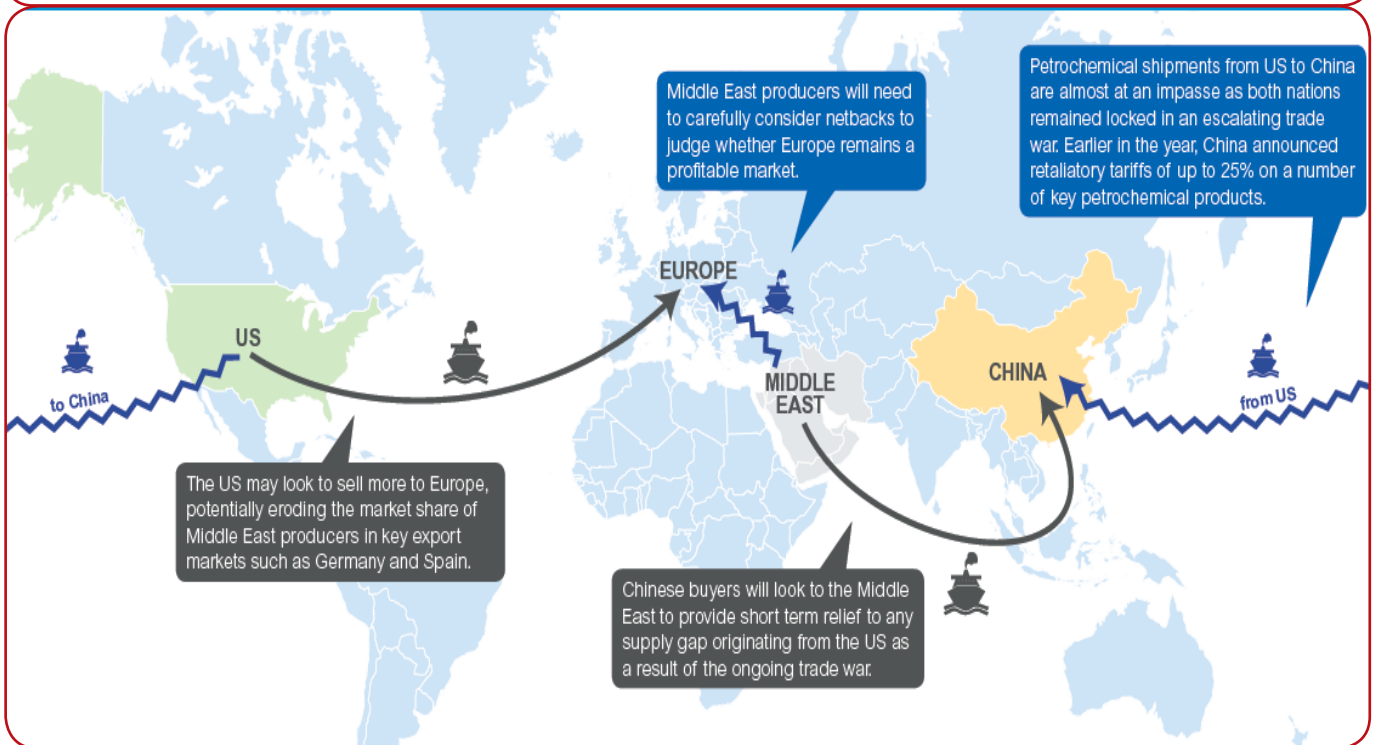 Middle East producers will need
to carefully consider netbacks to
judge whether Europe remains a
profitable market.
Petrochemical shipments from US to China
are almost at an impasse as both nations
remained locked in an escalating trade
war. Earlier in the year, China announced
retaliatory tariffs of up to 25% on a number
of key petrochemical products.
EUROPE
US
to China
MIDDLE
EAST
CHINA
from US
The US may look to sell more to Europe,
potentially eroding the market share of
Middle East producers in key export
markets such as Germany and Spain.
Chinese buyers will look to the Middle
East to provide short term relief to any
supply gap originating from the US as
a result of the ongoing trade war.